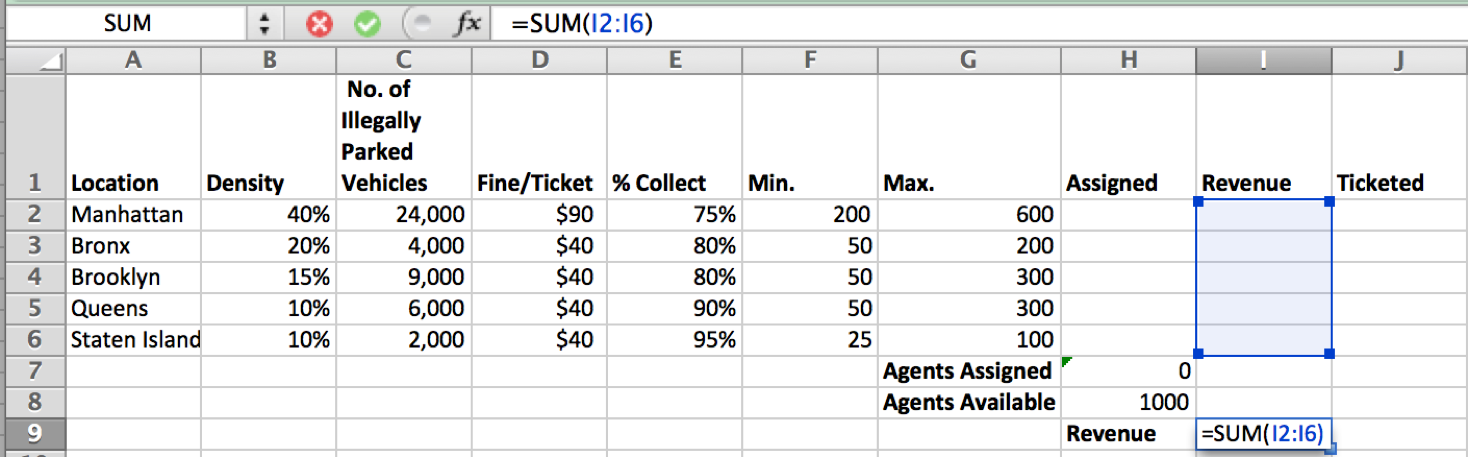 SUM fx =SUM(I2:I6)
A B C D E F G H I J
No. of
Illegally
Parked
1 Location Density Vehicles Fine/Ticket % Collect Min. Max. Assigned Revenue Ticketed
2 Manhattan 40% 24,000 $90 75% 200 600
3 Bronx 20% 4,000 $40 80% 50 200
4 Brooklyn 15% 9,000 $40 80% 50 300
5 Queens 10% 6,000 $40 90% 50 300
6 Staten Island 10% 2,000 $40 95% 25 100
7 Agents Assigned 0
8 Agents Available 1000
9 Revenue =SUM(I2:I6)